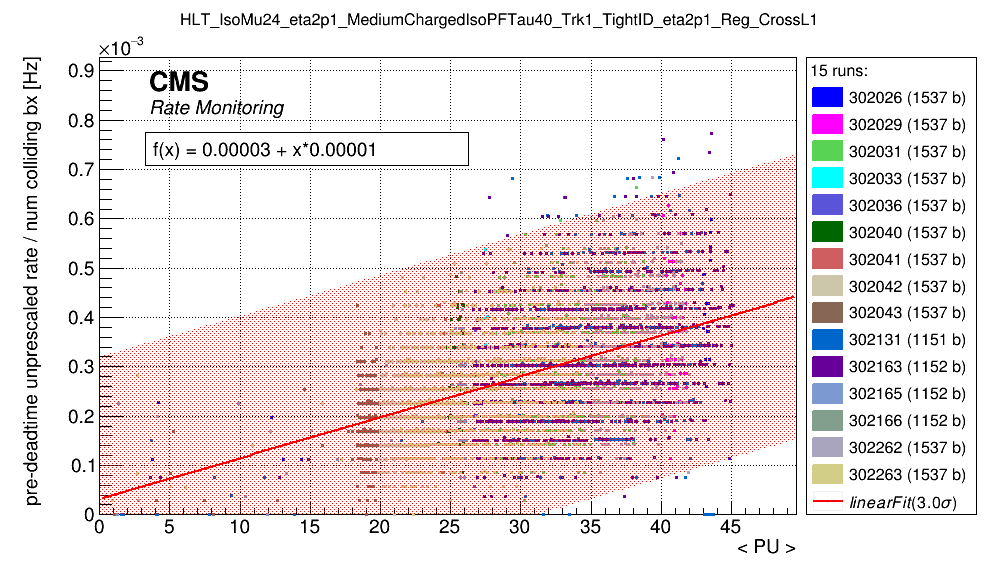 HLT_IsoMu24_eta2p1_MediumChargedIsoPFTau40_Trk1_TightID_eta2p1_Reg_CrossL1
×10⁻³
pre-deadtime unprescaled rate / num colliding bx [Hz]
CMS
Rate Monitoring
f(x) = 0.00003 + x*0.00001
0.9
0.8
0.7
0.6
0.5
0.4
0.3
0.2
0.1
0
0 5 10 15 20 25 30 35 40 45
< PU >
15 runs:
302026 (1537 b)
302029 (1537 b)
302031 (1537 b)
302033 (1537 b)
302036 (1537 b)
302040 (1537 b)
302041 (1537 b)
302042 (1537 b)
302043 (1537 b)
302131 (1151 b)
302163 (1152 b)
302165 (1152 b)
302166 (1152 b)
302262 (1537 b)
302263 (1537 b)
linearFit(3.0σ)